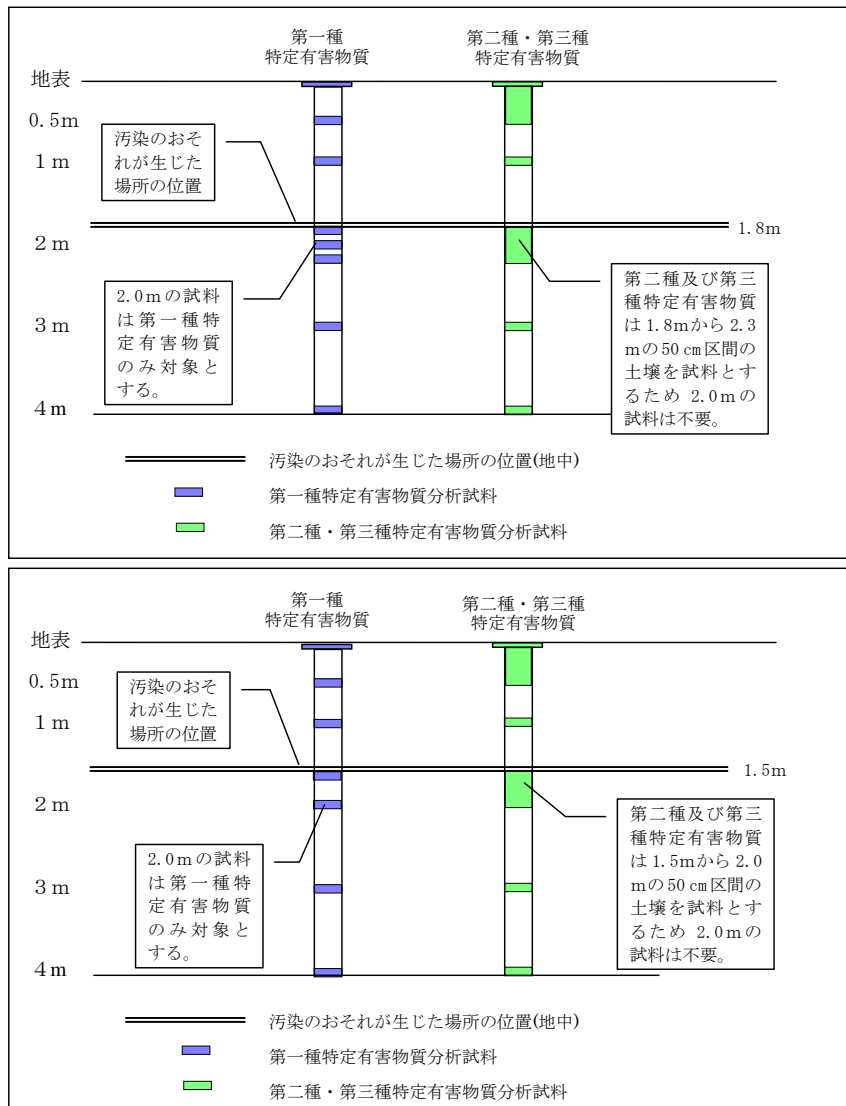 第一種
特定有害物質
第二種・第三種
特定有害物質
地表
0.5m
1m
2m
3m
4m
汚染のおそ
れが生じた
場所の位置
1.8m
2.0mの試料
は第一種特
定有害物質
のみ対象と
する。
第二種及び第三
種特定有害物質
は1.8mから2.3
mの50㎝区間の
土壌を試料とす
るため2.0mの
試料は不要。
汚染のおそれが生じた場所の位置(地中)
第一種特定有害物質分析試料
第二種・第三種特定有害物質分析試料
第一種
特定有害物質
第二種・第三種
特定有害物質
地表
0.5m
1m
2m
3m
4m
汚染のおそ
れが生じた
場所の位置
1.5m
2.0mの試料
は第一種特
定有害物質
のみ対象と
する。
第二種及び第三
種特定有害物質
は1.5mから2.0
mの50㎝区間の
土壌を試料とす
るため2.0mの
試料は不要。
汚染のおそれが生じた場所の位置(地中)
第一種特定有害物質分析試料
第二種・第三種特定有害物質分析試料